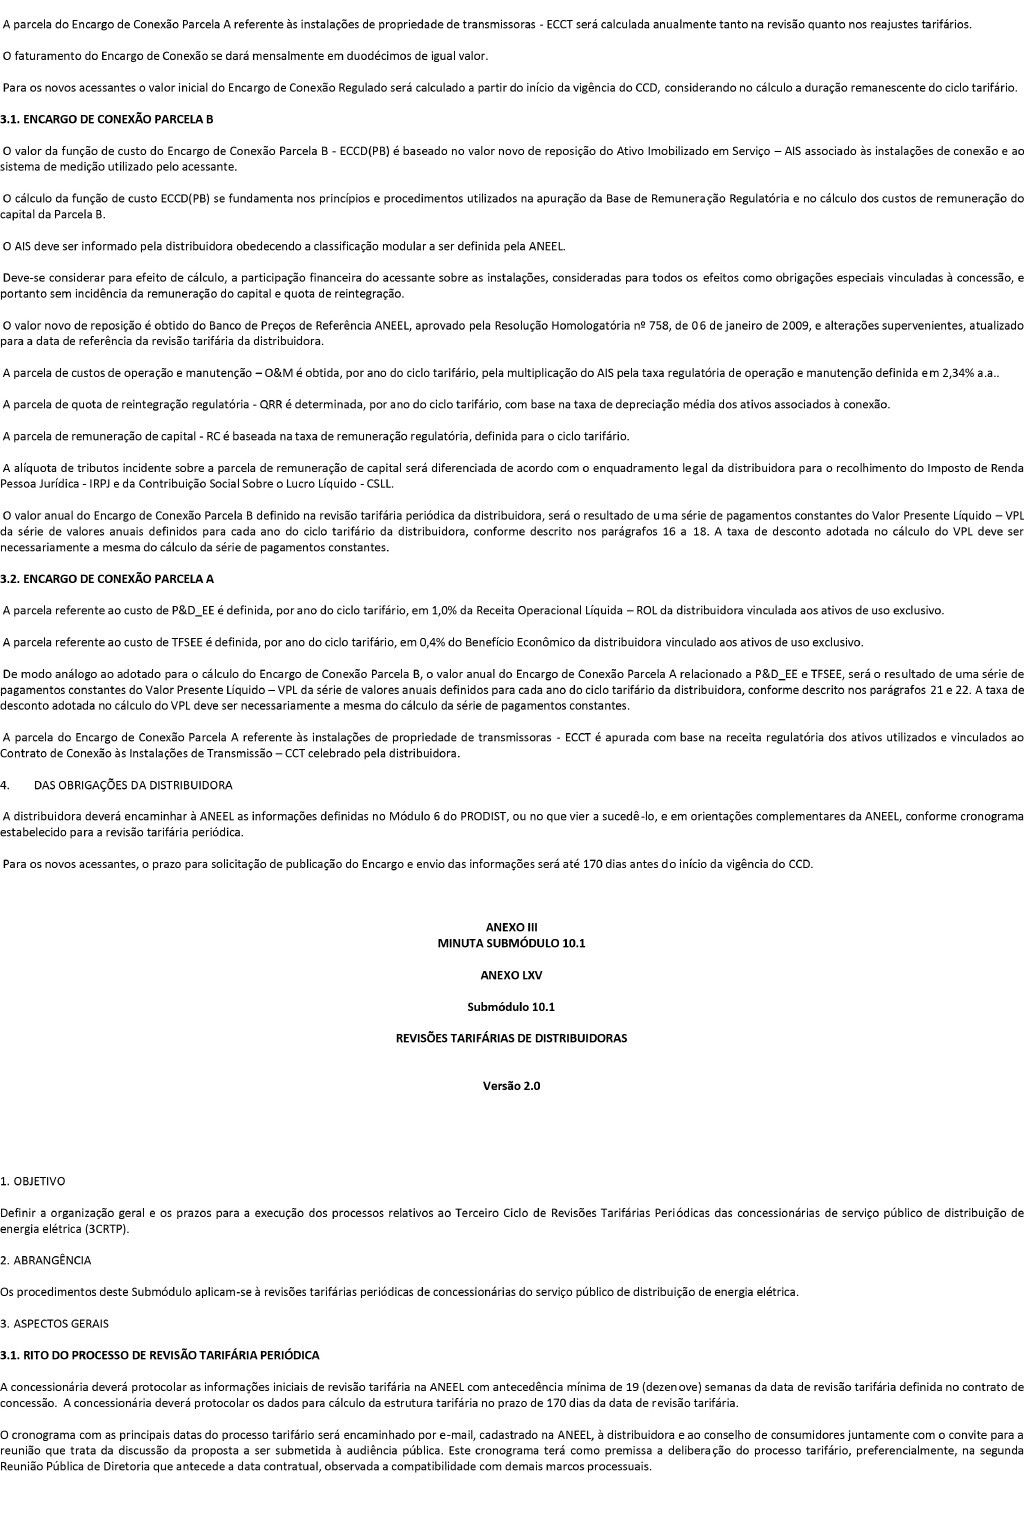 A parcela do Encargo de Conexão Parcela A referente às instalações de propriedade de transmissoras - ECCT será calculada anualmente tanto na revisão quanto nos reajustes tarifários.
O faturamento do Encargo de Conexão se dará mensalmente em duodécimos de igual valor.
Para os novos acessantes o valor inicial do Encargo de Conexão Regulado será calculado a partir do início da vigência do CCD, considerando no cálculo a duração remanescente do ciclo tarifário.
3.1. ENCARGO DE CONEXÃO PARCELA B
O valor da função de custo do Encargo de Conexão Parcela B - ECCD(PB) é baseado no valor novo de reposição do Ativo Imobilizado em Serviço – AIS associado às instalações de conexão e ao
sistema de medição utilizado pelo acessante.
O cálculo da função de custo ECCD(PB) se fundamenta nos princípios e procedimentos utilizados na apuração da Base de Remuneração Regulatória e no cálculo dos custos de remuneração do
capital da Parcela B.
O AIS deve ser informado pela distribuidora obedecendo a classificação modular a ser definida pela ANEEL.
Deve-se considerar para efeito de cálculo, a participação financeira do acessante sobre as instalações, consideradas para todos os efeitos como obrigações especiais vinculadas à concessão, e
portanto sem incidência da remuneração do capital e quota de reintegração.
O valor novo de reposição é obtido do Banco de Preços de Referência ANEEL, aprovado pela Resolução Homologatória nº 758, de 06 de janeiro de 2009, e alterações supervenientes, atualizado
para a data de referência da revisão tarifária da distribuidora.
A parcela de custos de operação e manutenção – O&M é obtida, por ano do ciclo tarifário, pela multiplicação do AIS pela taxa regulatória de operação e manutenção definida em 2,34% a.a..
A parcela de quota de reintegração regulatória - QRR é determinada, por ano do ciclo tarifário, com base na taxa de depreciação média dos ativos associados à conexão.
A parcela de remuneração de capital - RC é baseada na taxa de remuneração regulatória, definida para o ciclo tarifário.
A alíquota de tributos incidente sobre a parcela de remuneração de capital será diferenciada de acordo com o enquadramento legal da distribuidora para o recolhimento do Imposto de Renda
Pessoa Jurídica - IRPJ e da Contribuição Social Sobre o Lucro Líquido - CSLL.
O valor anual do Encargo de Conexão Parcela B definido na revisão tarifária periódica da distribuidora, será o resultado de uma série de pagamentos constantes do Valor Presente Líquido – VPL
da série de valores anuais definidos para cada ano do ciclo tarifário da distribuidora, conforme descrito nos parágrafos 16 a 18. A taxa de desconto adotada no cálculo do VPL deve ser
necessariamente a mesma do cálculo da série de pagamentos constantes.
3.2. ENCARGO DE CONEXÃO PARCELA A
A parcela referente ao custo de P&D_EE é definida, por ano do ciclo tarifário, em 1,0% da Receita Operacional Líquida – ROL da distribuidora vinculada aos ativos de uso exclusivo.
A parcela referente ao custo de TFSEE é definida, por ano do ciclo tarifário, em 0,4% do Benefício Econômico da distribuidora vinculado aos ativos de uso exclusivo.
De modo análogo ao adotado para o cálculo do Encargo de Conexão Parcela B, o valor anual do Encargo de Conexão Parcela A relacionado a P&D_EE e TFSEE, será o resultado de uma série de
pagamentos constantes do Valor Presente Líquido – VPL da série de valores anuais definidos para cada ano do ciclo tarifário da distribuidora, conforme descrito nos parágrafos 21 e 22. A taxa de
desconto adotada no cálculo do VPL deve ser necessariamente a mesma do cálculo da série de pagamentos constantes.
A parcela do Encargo de Conexão Parcela A referente às instalações de propriedade de transmissoras - ECCT é apurada com base na receita regulatória dos ativos utilizados e vinculados ao
Contrato de Conexão às Instalações de Transmissão – CCT celebrado pela distribuidora.
4. DAS OBRIGAÇÕES DA DISTRIBUIDORA
A distribuidora deverá encaminhar à ANEEL as informações definidas no Módulo 6 do PRODIST, ou no que vier a sucedê-lo, e em orientações complementares da ANEEL, conforme cronograma
estabelecido para a revisão tarifária periódica.
Para os novos acessantes, o prazo para solicitação de publicação do Encargo e envio das informações será até 170 dias antes do início da vigência do CCD.
ANEXO III
MINUTA SUBMÓDULO 10.1
ANEXO LXV
Submódulo 10.1
REVISÕES TARIFÁRIAS DE DISTRIBUIDORAS
Versão 2.0
1. OBJETIVO
Definir a organização geral e os prazos para a execução dos processos relativos ao Terceiro Ciclo de Revisões Tarifárias Periódicas das concessionárias de serviço público de distribuição de
energia elétrica (3CRTP).
2. ABRANGÊNCIA
Os procedimentos deste Submódulo aplicam-se à revisões tarifárias periódicas de concessionárias do serviço público de distribuição de energia elétrica.
3. ASPECTOS GERAIS
3.1. RITO DO PROCESSO DE REVISÃO TARIFÁRIA PERIÓDICA
A concessionária deverá protocolar as informações iniciais de revisão tarifária na ANEEL com antecedência mínima de 19 (dezenove) semanas da data de revisão tarifária definida no contrato de
concessão. A concessionária deverá protocolar os dados para cálculo da estrutura tarifária no prazo de 170 dias da data de revisão tarifária.
O cronograma com as principais datas do processo tarifário será encaminhado por e-mail, cadastrado na ANEEL, à distribuidora e ao conselho de consumidores juntamente com o convite para a
reunião que trata da discussão da proposta a ser submetida à audiência pública. Este cronograma terá como premissa a deliberação do processo tarifário, preferencialmente, na segunda
Reunião Pública de Diretoria que antecede a data contratual, observada a compatibilidade com demais marcos processuais.